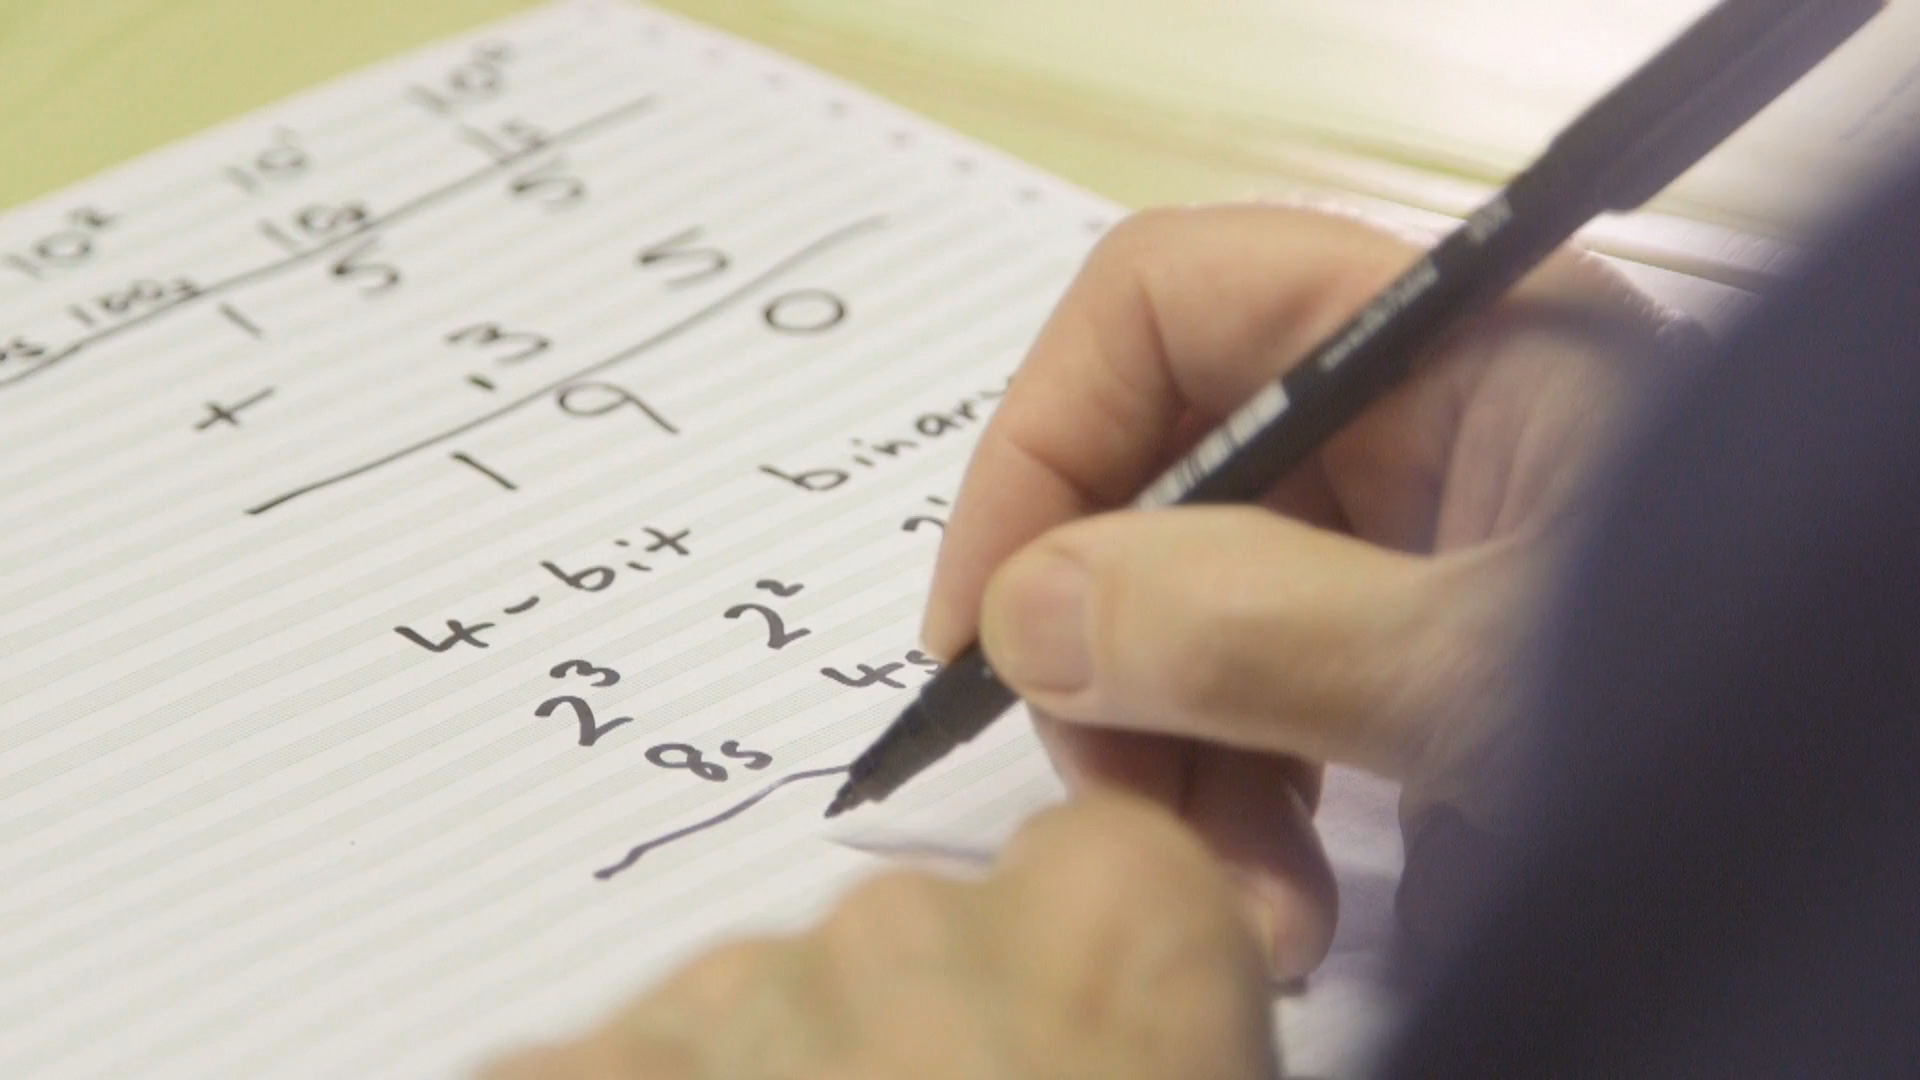 10² 10¹ 10⁰
100s 10s 1s
1 5 5
+ 3 5
1 9 0
4-bit binary
2³ 2² 2¹
8s 4s